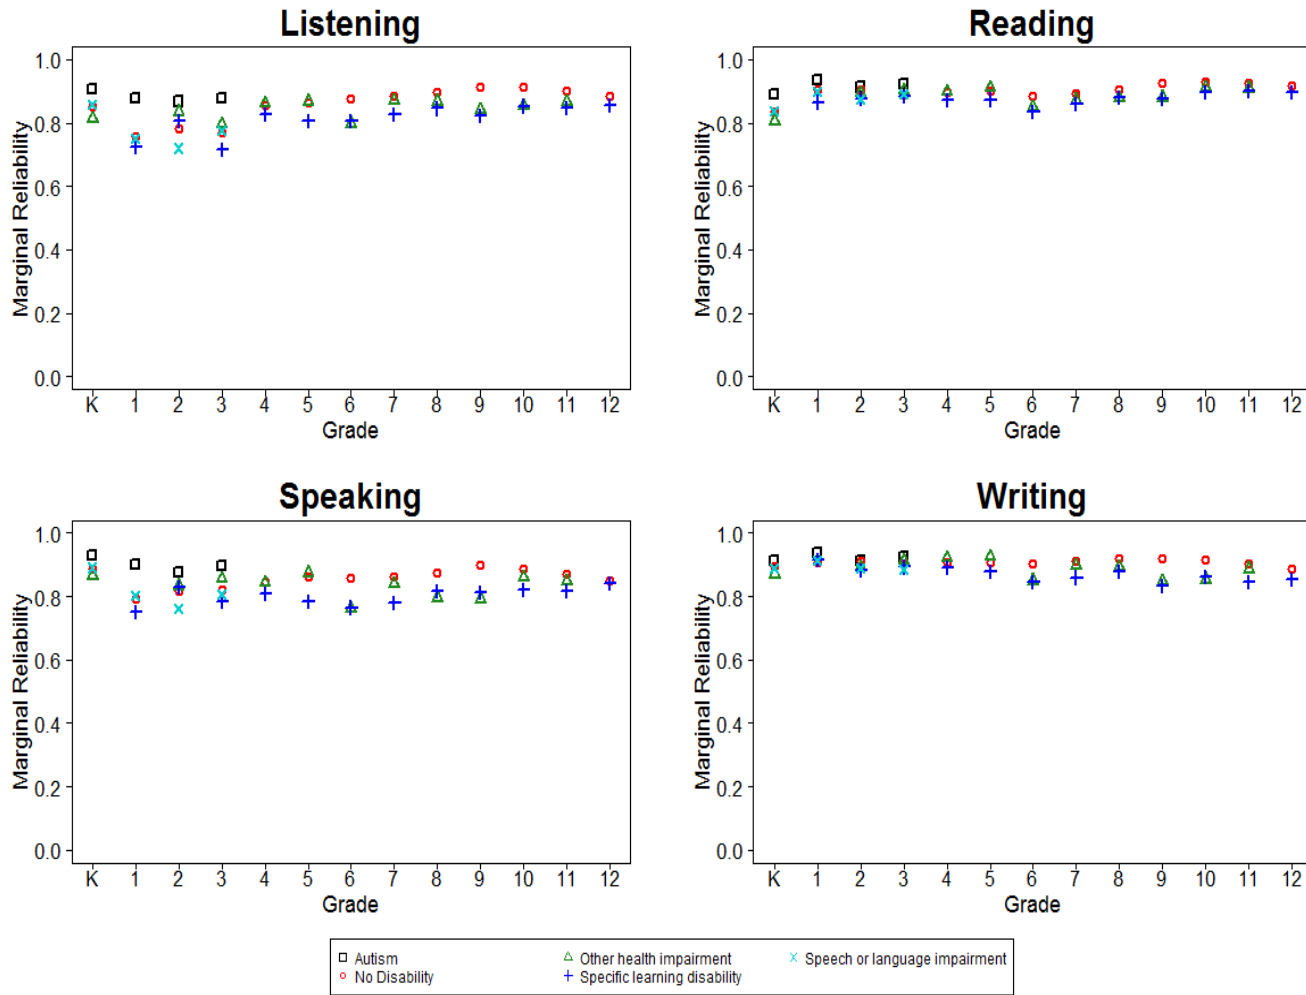 Listening
1.0
0.8
0.6
0.4
0.2
0.0
Marginal Reliability
K 1 2 3 4 5 6 7 8 9 10 11 12
Grade
Reading
1.0
0.8
0.6
0.4
0.2
0.0
Marginal Reliability
K 1 2 3 4 5 6 7 8 9 10 11 12
Grade
Speaking
1.0
0.8
0.6
0.4
0.2
0.0
Marginal Reliability
K 1 2 3 4 5 6 7 8 9 10 11 12
Grade
Writing
1.0
0.8
0.6
0.4
0.2
0.0
Marginal Reliability
K 1 2 3 4 5 6 7 8 9 10 11 12
Grade
Autism
Other health impairment
Speech or language impairment
No Disability
Specific learning disability